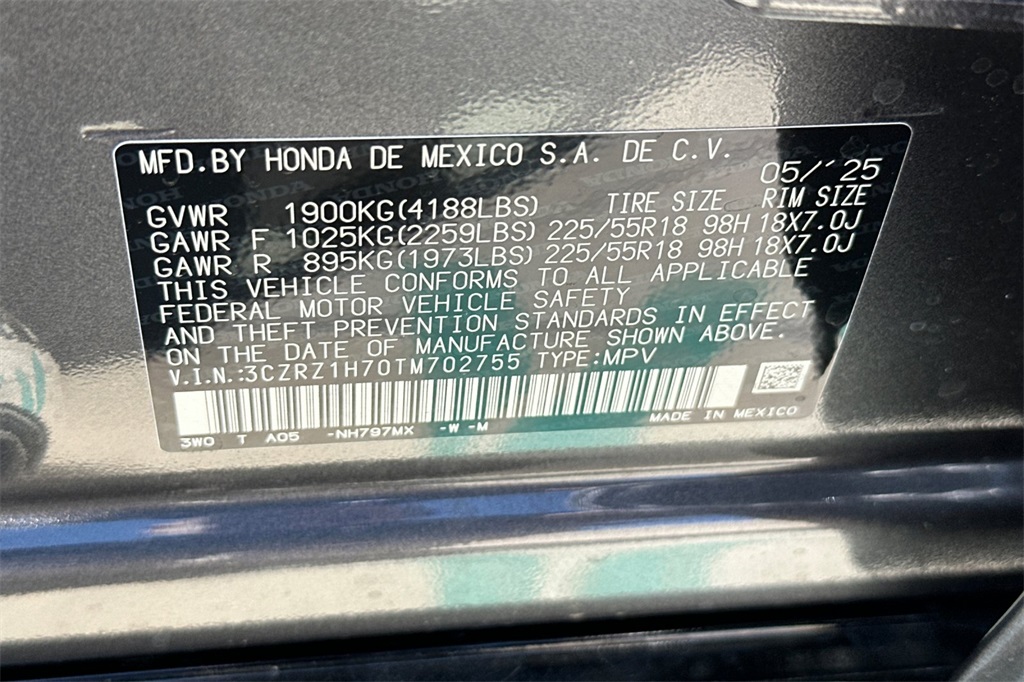 MFD.BY HONDA DE MEXICO S.A. DE C.V. 05/'25
GVWR 1900KG(4188LBS) TIRE SIZE RIM SIZE
GAWR F 1025KG(2259LBS) 225/55R18 98H 18X7.0J
GAWR R 895KG(1973LBS) 225/55R18 98H 18X7.0J
THIS VEHICLE CONFORMS TO ALL APPLICABLE
FEDERAL MOTOR VEHICLE SAFETY
AND THEFT PREVENTION STANDARDS IN EFFECT
ON THE DATE OF MANUFACTURE SHOWN ABOVE.
V.I.N.:3CZRZ1H70TM702755 TYPE:MPV
MADE IN MEXICO
3W0 T A05 -NH797MX -W -M